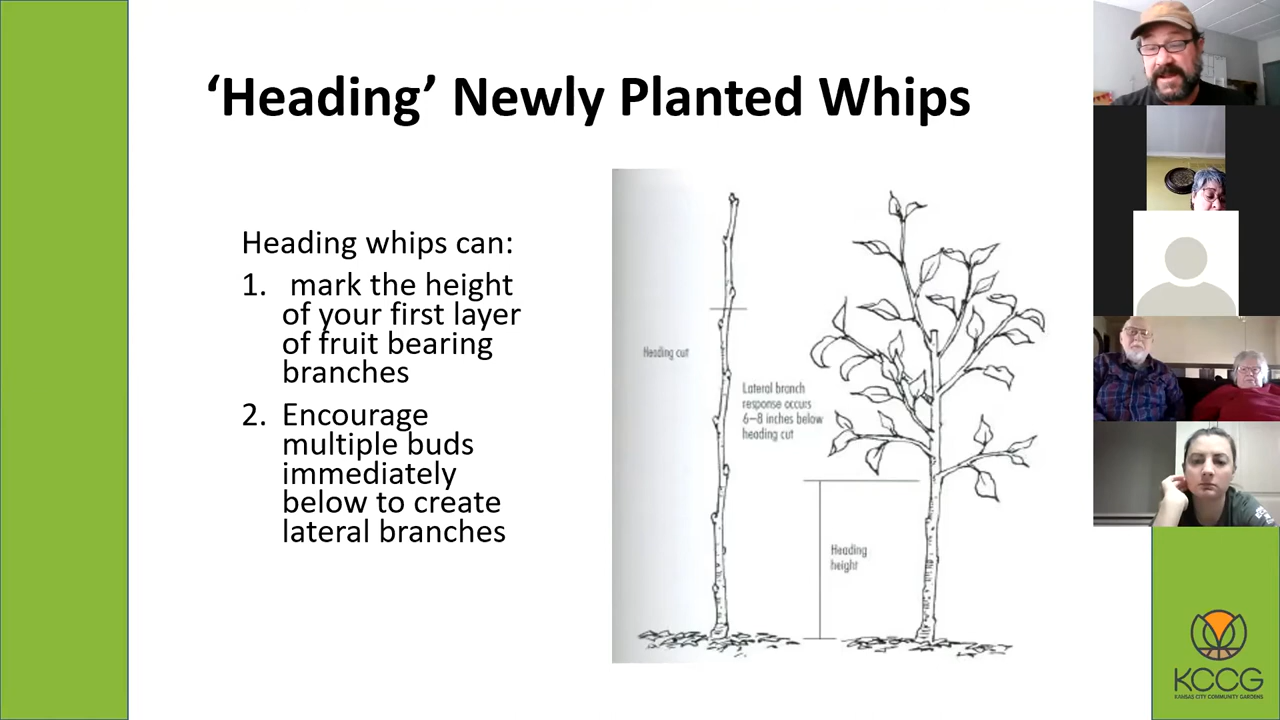 ‘Heading’ Newly Planted Whips
Heading whips can:
1. mark the height
of your first layer
of fruit bearing
branches
2. Encourage
multiple buds
immediately
below to create
lateral branches
Heading cut
Lateral branch
response occurs
6–8 inches below
heading cut
Heading
height
KCCG
KANSAS CITY COMMUNITY GARDENS